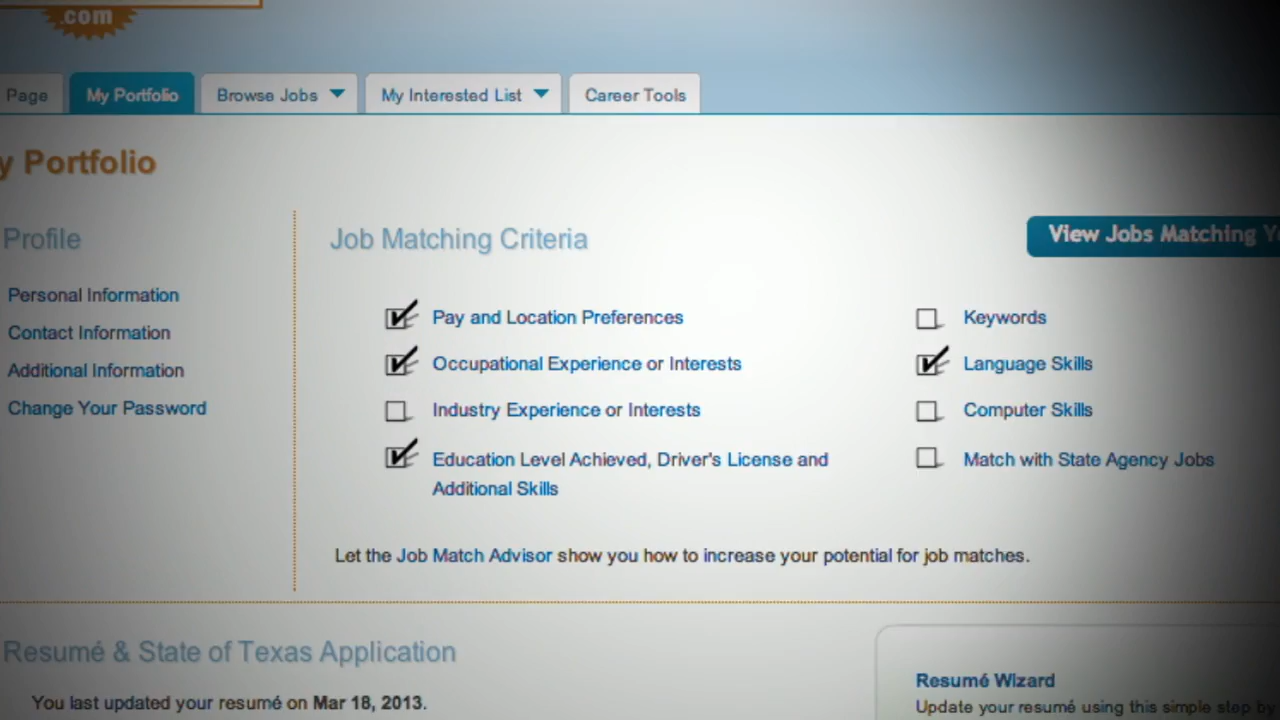 .com
Page
My Portfolio
Browse Jobs
My Interested List
Career Tools
y Portfolio
Profile
Personal Information
Contact Information
Additional Information
Change Your Password
Job Matching Criteria
View Jobs Matching Y
Pay and Location Preferences
Occupational Experience or Interests
Industry Experience or Interests
Education Level Achieved, Driver's License and
Additional Skills
Keywords
Language Skills
Computer Skills
Match with State Agency Jobs
Let the Job Match Advisor show you how to increase your potential for job matches.
Resumé & State of Texas Application
You last updated your resumé on Mar 18, 2013.
Resumé Wizard
Update your resumé using this simple step by